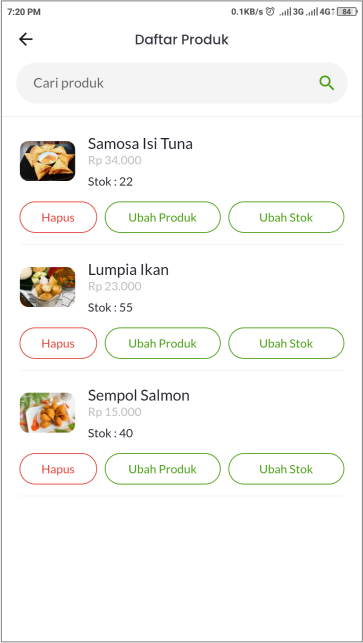 7:20 PM 0.1KB/s 3G 4G 84
Daftar Produk
Cari produk
Samosa Isi Tuna
Rp 34.000
Stok : 22
Hapus Ubah Produk Ubah Stok
Lumpia Ikan
Rp 23.000
Stok : 55
Hapus Ubah Produk Ubah Stok
Sempol Salmon
Rp 15.000
Stok : 40
Hapus Ubah Produk Ubah Stok